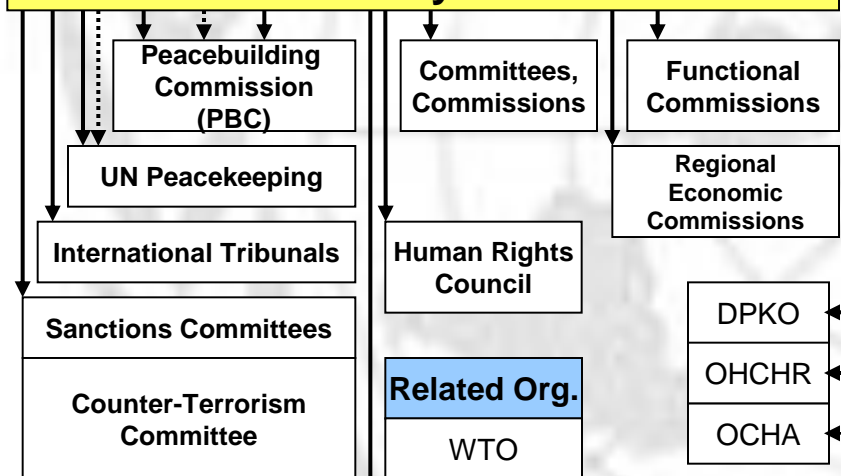 Peacebuilding
Commission
(PBC)
Committees,
Commissions
Functional
Commissions
UN Peacekeeping
Regional
Economic
Commissions
International Tribunals
Human Rights
Council
Sanctions Committees
DPKO
OHCHR
OCHA
Counter-Terrorism
Committee
Related Org.
WTO